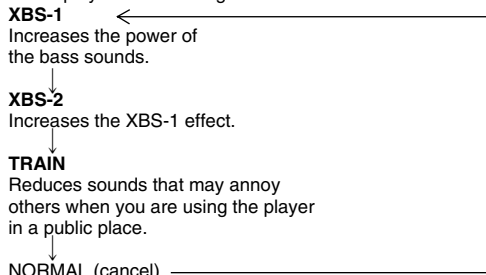 XBS-1
Increases the power of
the bass sounds.
XBS-2
Increases the XBS-1 effect.
TRAIN
Reduces sounds that may annoy
others when you are using the player
in a public place.
NORMAL (cancel)